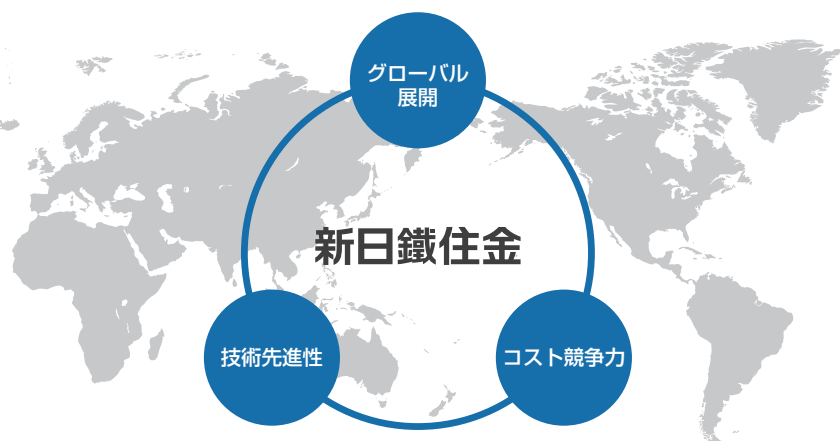 グローバル
展開
新日鐵住金
技術先進性
コスト競争力